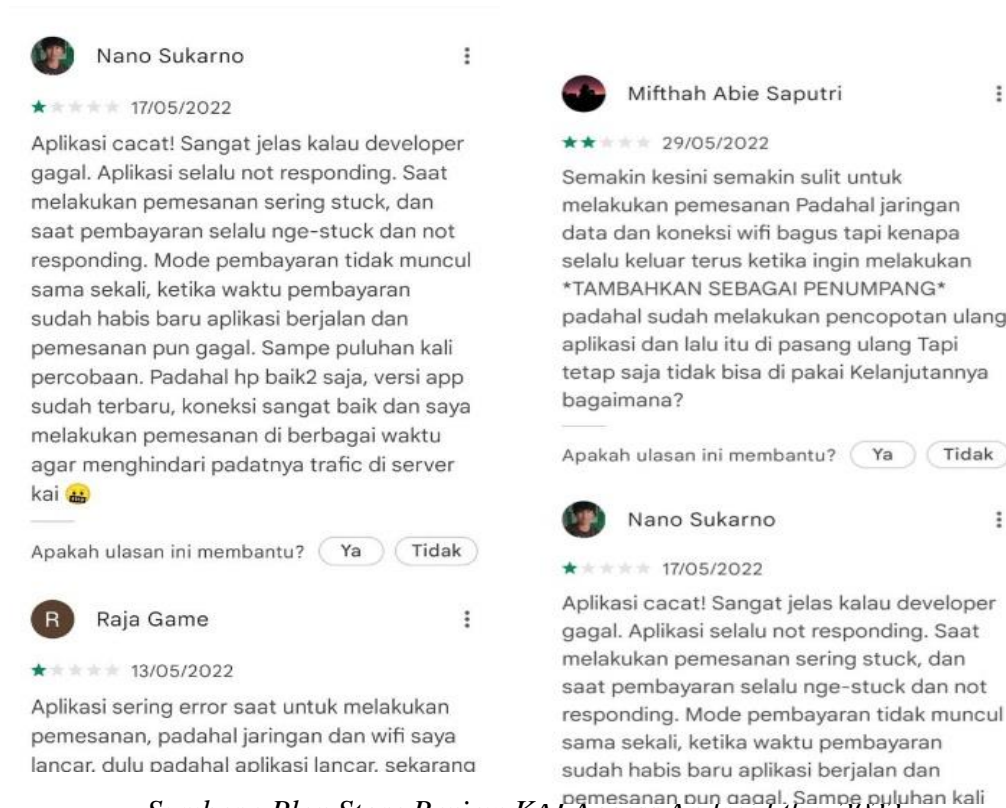 Nano Sukarno
17/05/2022
Aplikasi cacat! Sangat jelas kalau developer
gagal. Aplikasi selalu not responding. Saat
melakukan pemesanan sering stuck, dan
saat pembayaran selalu nge-stuck dan not
responding. Mode pembayaran tidak muncul
sama sekali, ketika waktu pembayaran
sudah habis baru aplikasi berjalan dan
pemesanan pun gagal. Sampe puluhan kali
percobaan. Padahal hp baik2 saja, versi app
sudah terbaru, koneksi sangat baik dan saya
melakukan pemesanan di berbagai waktu
agar menghindari padatnya trafic di server
kai 🤬
Apakah ulasan ini membantu? Ya Tidak
R Raja Game
13/05/2022
Aplikasi sering error saat untuk melakukan
pemesanan, padahal jaringan dan wifi saya
lancar. dulu padahal aplikasi lancar. sekarang
Mifthah Abie Saputri
29/05/2022
Semakin kesini semakin sulit untuk
melakukan pemesanan Padahal jaringan
data dan koneksi wifi bagus tapi kenapa
selalu keluar terus ketika ingin melakukan
*TAMBAHKAN SEBAGAI PENUMPANG*
padahal sudah melakukan pencopotan ulang
aplikasi dan lalu itu di pasang ulang Tapi
tetap saja tidak bisa di pakai Kelanjutannya
bagaimana?
Apakah ulasan ini membantu? Ya Tidak
Nano Sukarno
17/05/2022
Aplikasi cacat! Sangat jelas kalau developer
gagal. Aplikasi selalu not responding. Saat
melakukan pemesanan sering stuck, dan
saat pembayaran selalu nge-stuck dan not
responding. Mode pembayaran tidak muncul
sama sekali, ketika waktu pembayaran
sudah habis baru aplikasi berjalan dan
pemesanan pun gagal. Sampe puluhan kali